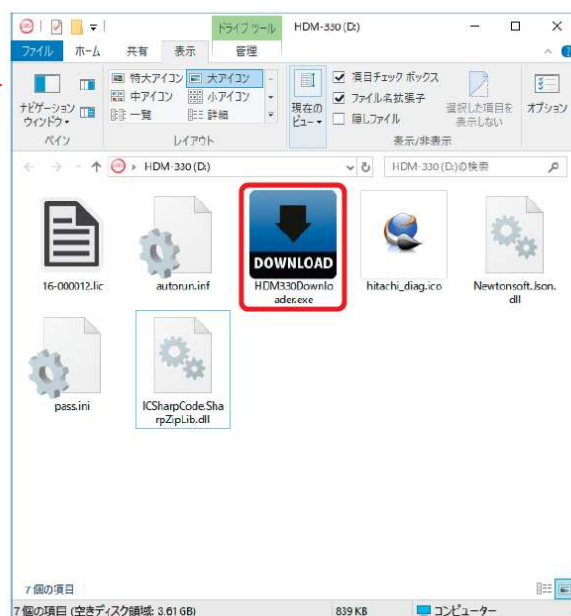 ドライブ ツール HDM-330 (D:)
ファイル ホーム 共有 表示 管理
ナビゲーション ウィンドウ
ペイン
特大アイコン 大アイコン
中アイコン 小アイコン
一覧 詳細
レイアウト
現在の
ビュー
項目チェック ボックス
ファイル名拡張子
隠しファイル
選択した項目を
表示しない
表示/非表示
オプション
HDM-330 (D:)
HDM-330 (D:)の検索
16-000012.lic
autorun.inf
DOWNLOAD
HDM330Downlo
ader.exe
hitachi_diag.ico
Newtonsoft.Json.
dll
pass.ini
ICSharpCode.Sha
rpZipLib.dll
7 個の項目
7 個の項目 (空きディスク領域: 3.61 GB) 839 KB コンピューター